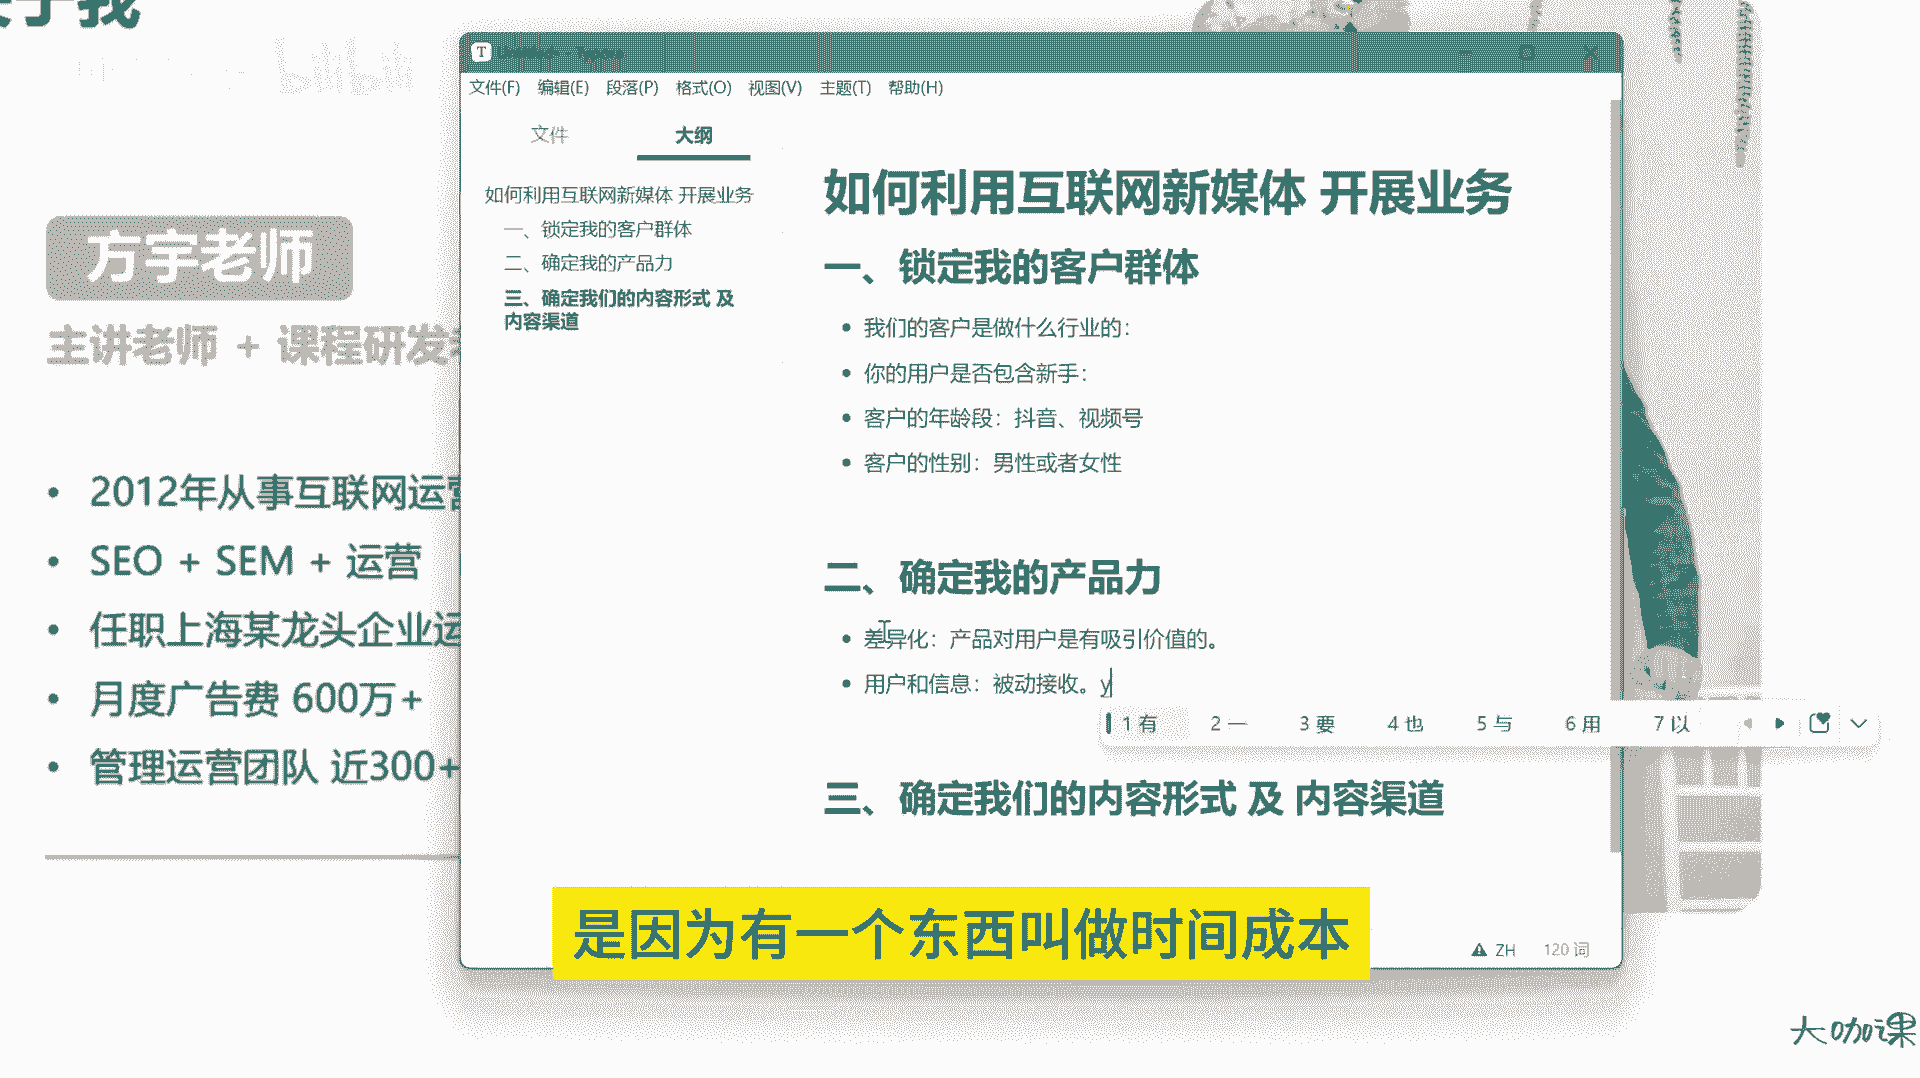 bilibili
方宇老师
主讲老师 + 课程研发
2012年从事互联网运营
SEO + SEM + 运营
任职上海某龙头企业运
月度广告费 600万+
管理运营团队 近300+
文件(F) 编辑(E) 段落(P) 格式(O) 视图(V) 主题(T) 帮助(H)
文件 大纲
如何利用互联网新媒体 开展业务
一、锁定我的客户群体
二、确定我的产品力
三、确定我们的内容形式 及
内容渠道
如何利用互联网新媒体 开展业务
一、锁定我的客户群体
我们的客户是做什么行业的：
你的用户是否包含新手：
客户的年龄段：抖音、视频号
客户的性别：男性或者女性
二、确定我的产品力
差异化：产品对用户是有吸引价值的。
用户和信息：被动接收。y
1 有 2 一 3 要 4 也 5 与 6 用 7 以
三、确定我们的内容形式 及 内容渠道
ZH 120 词
是因为有一个东西叫做时间成本
大咖课